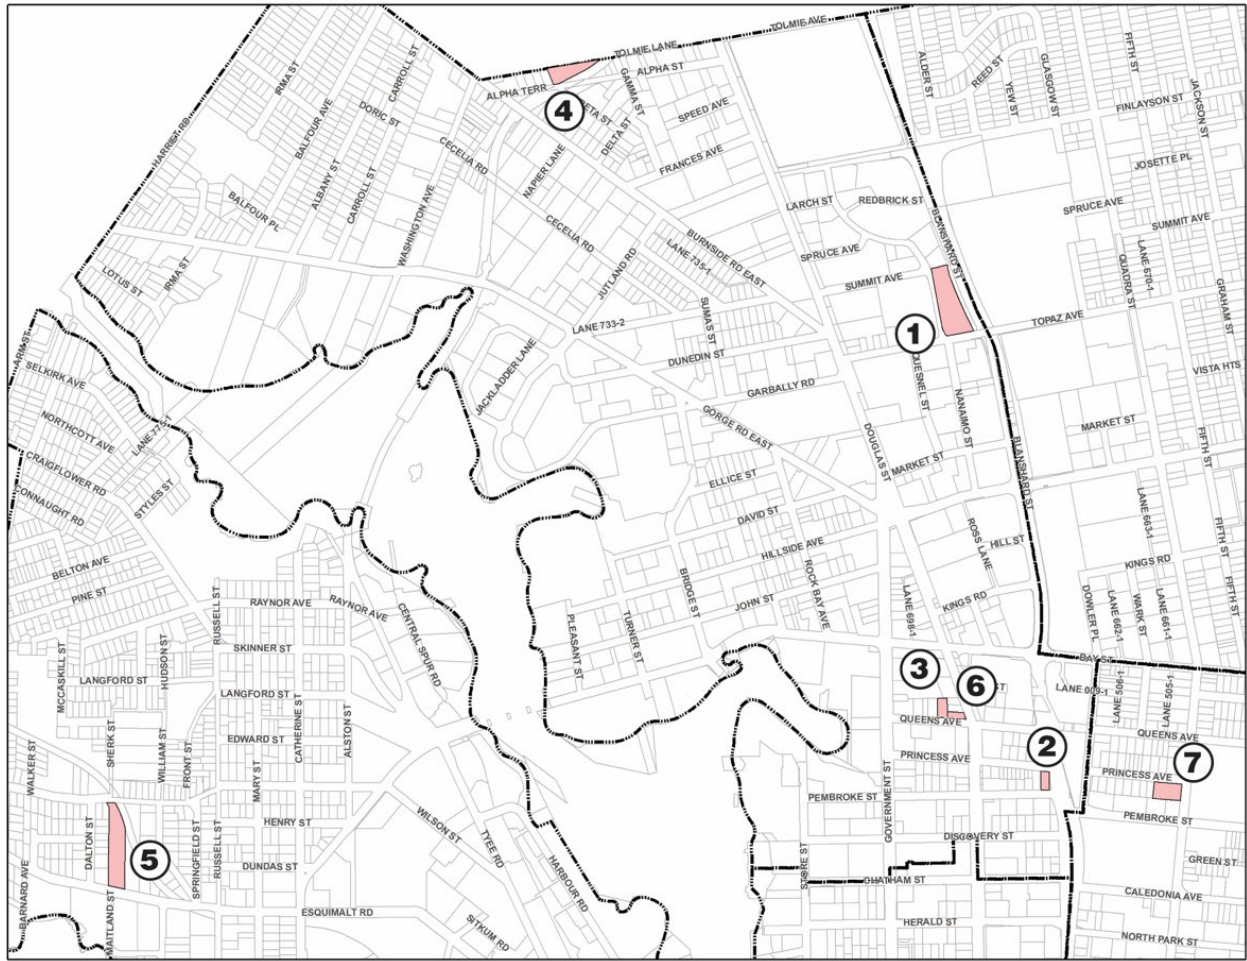 TOLMIE AVE
TOLMIE LANE
ALPHA ST
ALPHA TERR
GAMMA ST
4
DELTA ST
SPEED AVE
FRANCES AVE
IRMA ST
BALFOUR AVE
CARROLL ST
DORIC ST
CECELIA RD
NAPIER LANE
HARRIET RD
ALBANY ST
CARROLL ST
BALFOUR PL
WASHINGTON AVE
CECELIA RD
JUTLAND RD
LANE 735-1
BURNSIDE RD EAST
LOTUS ST
IRMA ST
ALDER ST
REED ST
YEW ST
GLASGOW ST
FIFTH ST
FINLAYSON ST
JACKSON ST
JOSETTE PL
LARCH ST
REDBRICK ST
BLANSHARD ST
SPRUCE AVE
SPRUCE AVE
SUMMIT AVE
SUMMIT AVE
LANE 670-1
QUADRA ST
GRAHAM ST
1
TOPAZ AVE
LANE 733-2
SUMAS ST
DUNEDIN ST
GARBALLY RD
JACKLADDER LANE
QUESNEL ST
NANAIMO ST
VISTA HTS
GORGE RD EAST
DOUGLAS ST
MARKET ST
MARKET ST
BLANSHARD ST
FIFTH ST
ARM ST
SELKIRK AVE
NORTHCOTT AVE
LANE 775-1
CRAIGFLOWER RD
CONNAUGHT RD
STYLES ST
BELTON AVE
PINE ST
ELLICE ST
DAVID ST
HILLSIDE AVE
ROSS LANE
HILL ST
LANE 663-1
FIFTH ST
KINGS RD
KINGS RD
RUSSELL ST
RAYNOR AVE
RAYNOR AVE
CENTRAL SPUR RD
PLEASANT ST
TURNER ST
BRIDGE ST
JOHN ST
ROCK BAY AVE
LANE 698-1
DOWLER PL
LANE 662-1
WARK ST
LANE 661-1
FIFTH ST
MCCASKILL ST
HUDSON ST
SKINNER ST
LANGFORD ST
LANGFORD ST
BAY ST
3
6
ST
LANE 506-1
LANE 505-1
QUEENS AVE
QUEENS AVE
WALKER ST
SHERK ST
WILLIAM ST
FRONT ST
EDWARD ST
MARY ST
CATHERINE ST
ALSTON ST
2
7
PRINCESS AVE
PRINCESS AVE
GOVERNMENT ST
PEMBROKE ST
PEMBROKE ST
HENRY ST
WILSON ST
TYEE RD
HARBOUR RD
DISCOVERY ST
GREEN ST
DALTON ST
5
SPRINGFIELD ST
RUSSELL ST
DUNDAS ST
STORE ST
CHATHAM ST
CALEDONIA AVE
BARNARD AVE
MAITLAND ST
ESQUIMALT RD
SITKUM RD
HERALD ST
NORTH PARK ST